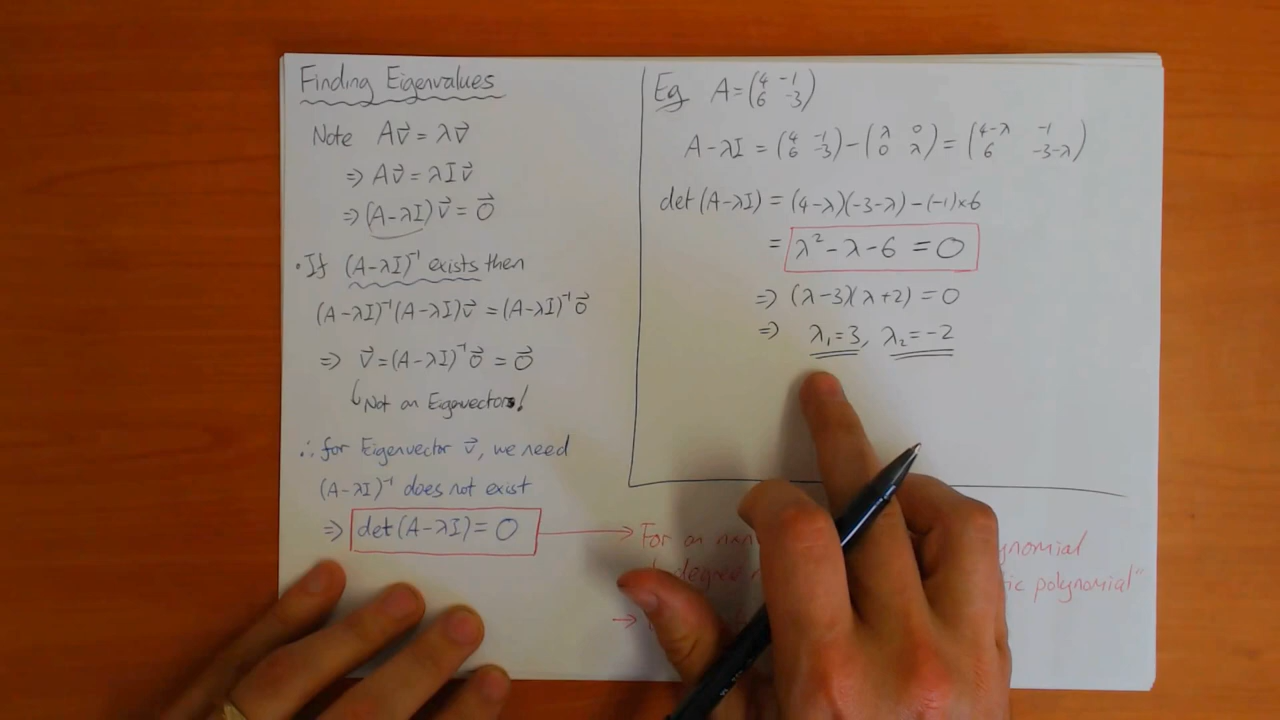 Finding Eigenvalues
Note Av⃗ = λv⃗
⇒ Av⃗ = λIv⃗
⇒ (A-λI)v⃗ = 0⃗
• If (A-λI)⁻¹ exists then
(A-λI)⁻¹(A-λI)v⃗ = (A-λI)⁻¹0⃗
⇒ v⃗ = (A-λI)⁻¹0⃗ = 0⃗
Not an Eigenvector!
∴ for Eigenvector v⃗, we need
(A-λI)⁻¹ does not exist
⇒ det(A-λI) = 0
Eg A = (4 -1
6 -3)
A-λI = (4 -1 6 -3) - (λ 0 0 λ) = (4-λ -1 6 -3-λ)
det(A-λI) = (4-λ)(-3-λ) - (-1)×6
= λ² - λ - 6 = 0
⇒ (λ-3)(λ+2) = 0
⇒ λ₁=3, λ₂=-2
→ For an
polynomial"
→